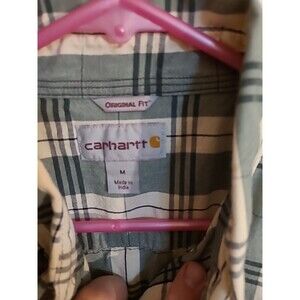 ORIGINAL FIT
carhartt
M
Made in
India